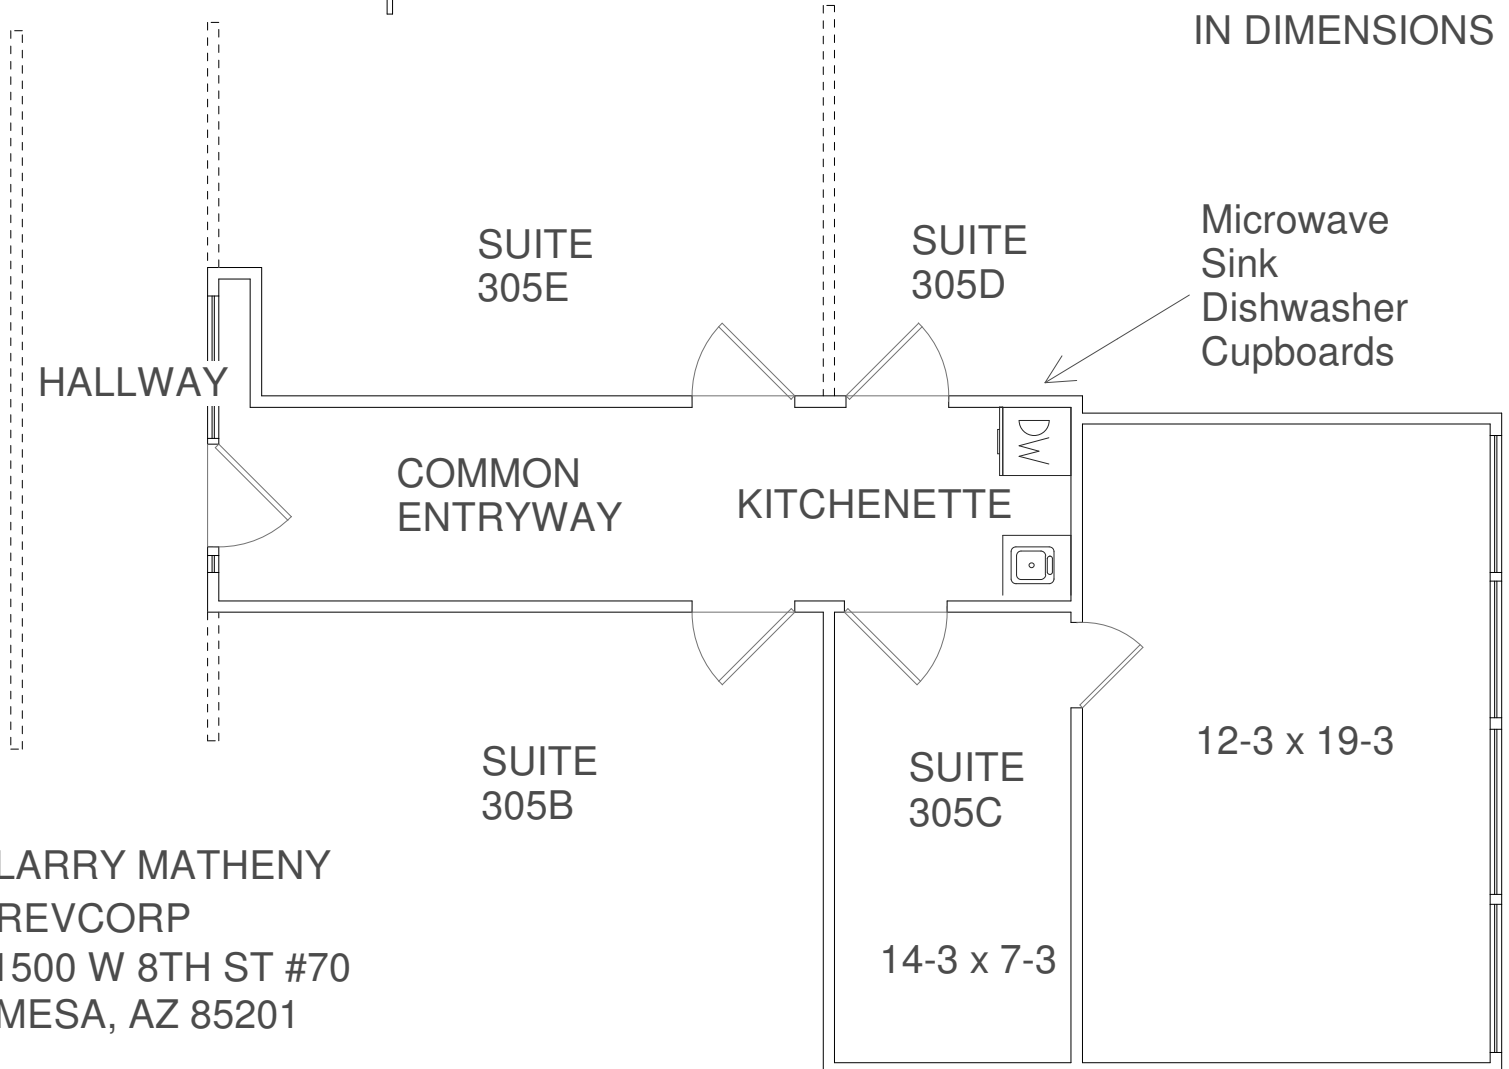 IN DIMENSIONS
SUITE
305E
SUITE
305D
Microwave
Sink
Dishwasher
Cupboards
HALLWAY
DW
COMMON
ENTRYWAY
KITCHENETTE
SUITE
305B
SUITE
305C
12-3 x 19-3
14-3 x 7-3
LARRY MATHENY
REVCORP
1500 W 8TH ST #70
MESA, AZ 85201